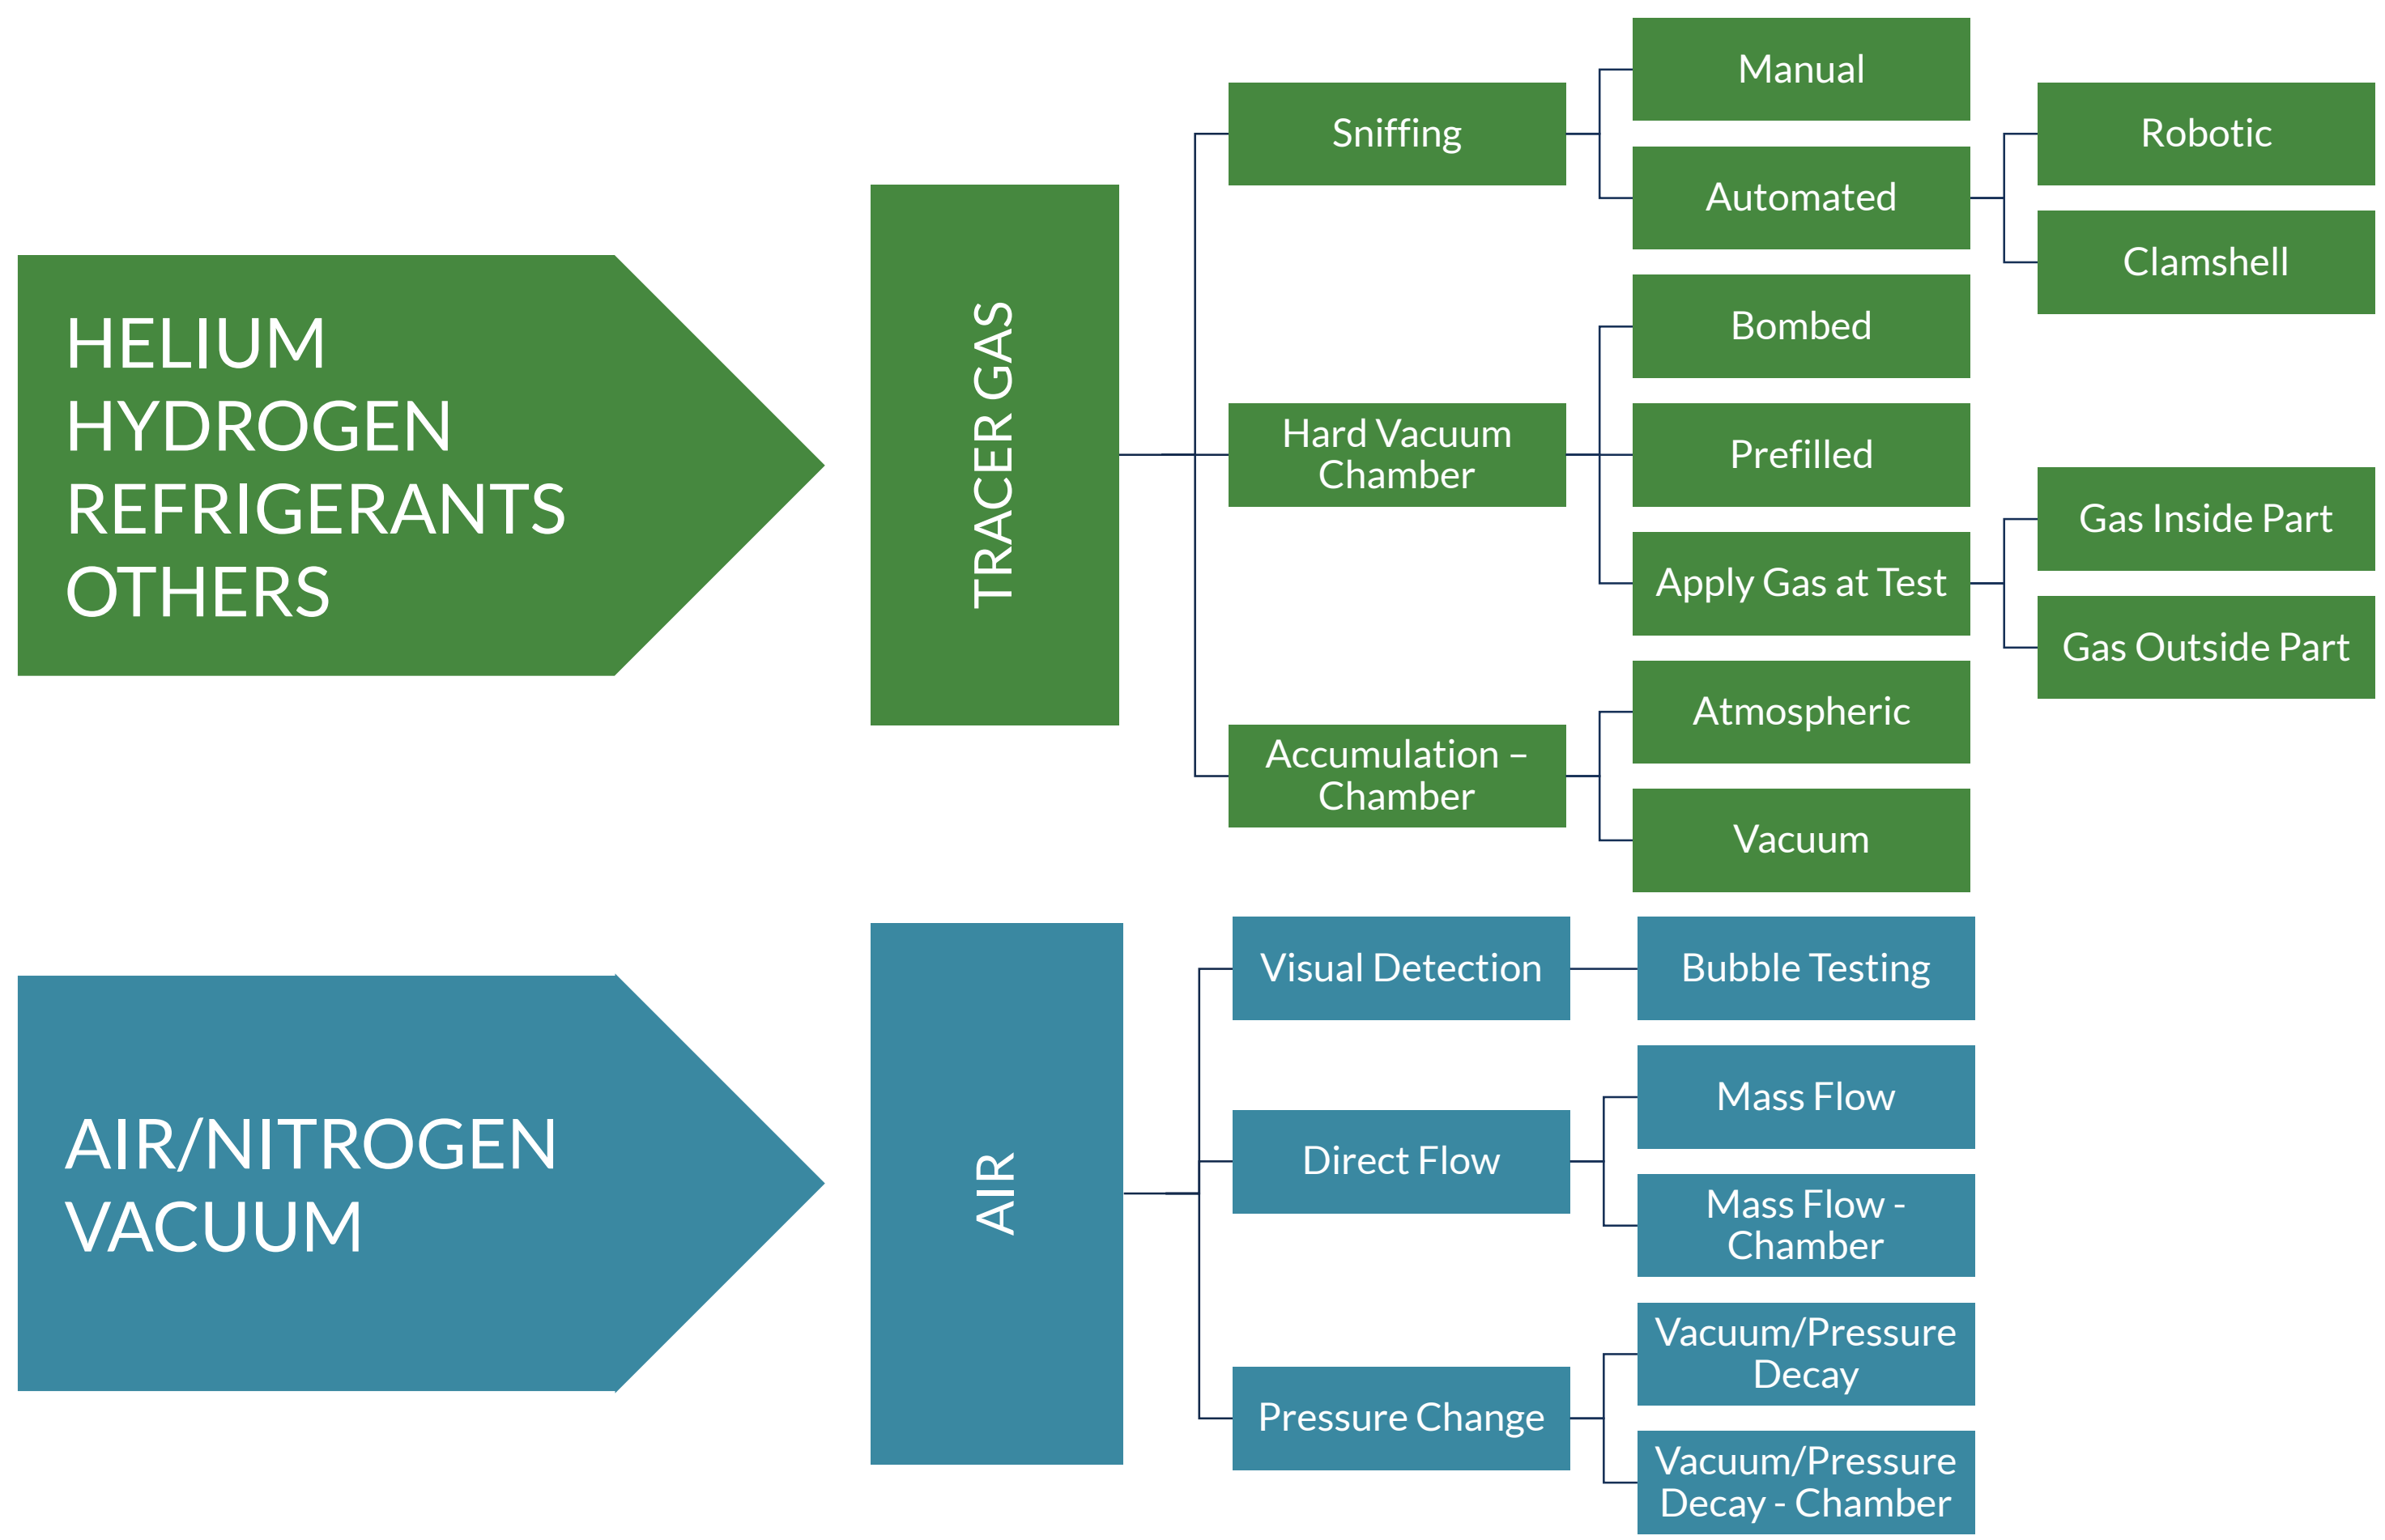 HELIUM
HYDROGEN
REFRIGERANTS
OTHERS
TRACER GAS
Sniffing
Manual
Automated
Robotic
Clamshell
Hard Vacuum
Chamber
Bombed
Prefilled
Apply Gas at Test
Gas Inside Part
Gas Outside Part
Accumulation –
Chamber
Atmospheric
Vacuum
AIR/NITROGEN
VACUUM
AIR
Visual Detection
Bubble Testing
Direct Flow
Mass Flow
Mass Flow -
Chamber
Pressure Change
Vacuum/Pressure
Decay
Vacuum/Pressure
Decay - Chamber